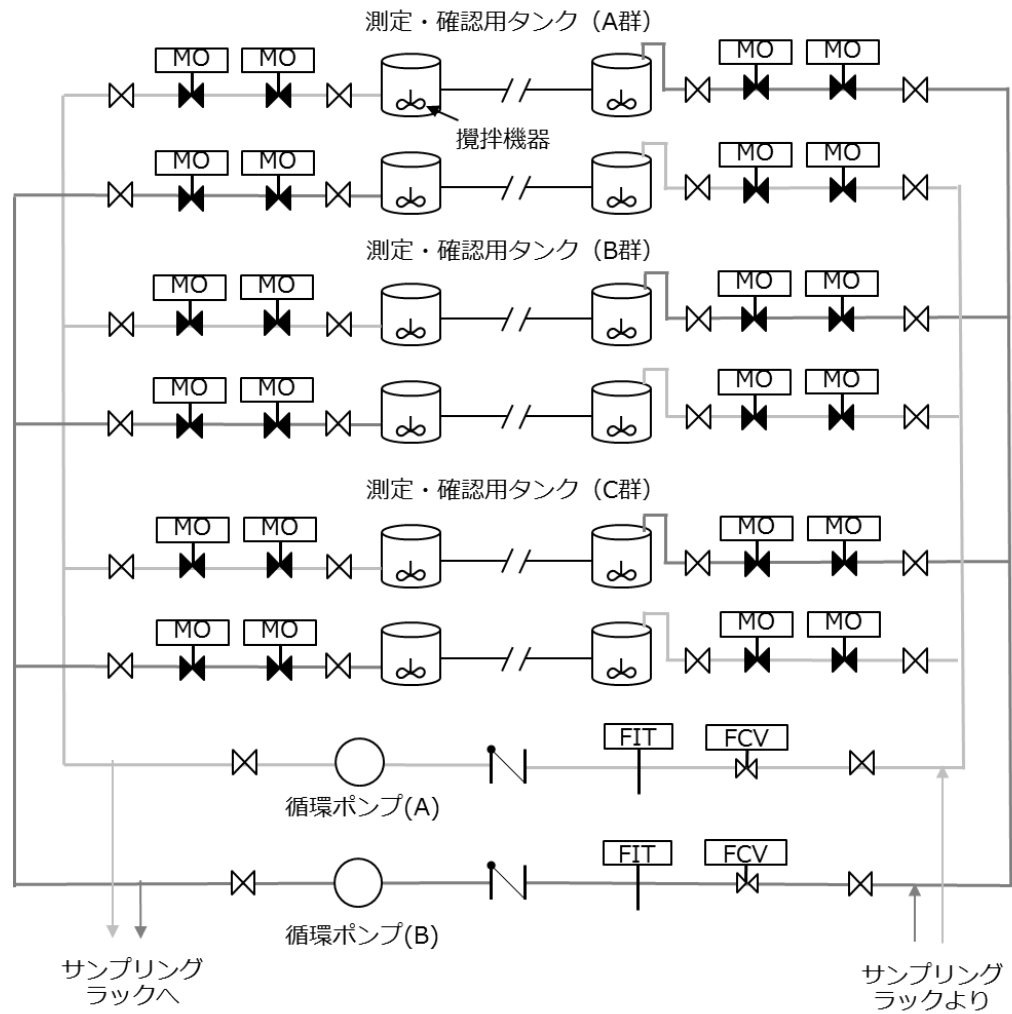 測定・確認用タンク（A群）
MO MO MO MO
攪拌機器
MO MO MO MO
測定・確認用タンク（B群）
MO MO MO MO
MO MO MO MO
測定・確認用タンク（C群）
MO MO MO MO
MO MO MO MO
FIT FCV
循環ポンプ(A)
FIT FCV
循環ポンプ(B)
サンプリング
ラックへ
サンプリング
ラックより